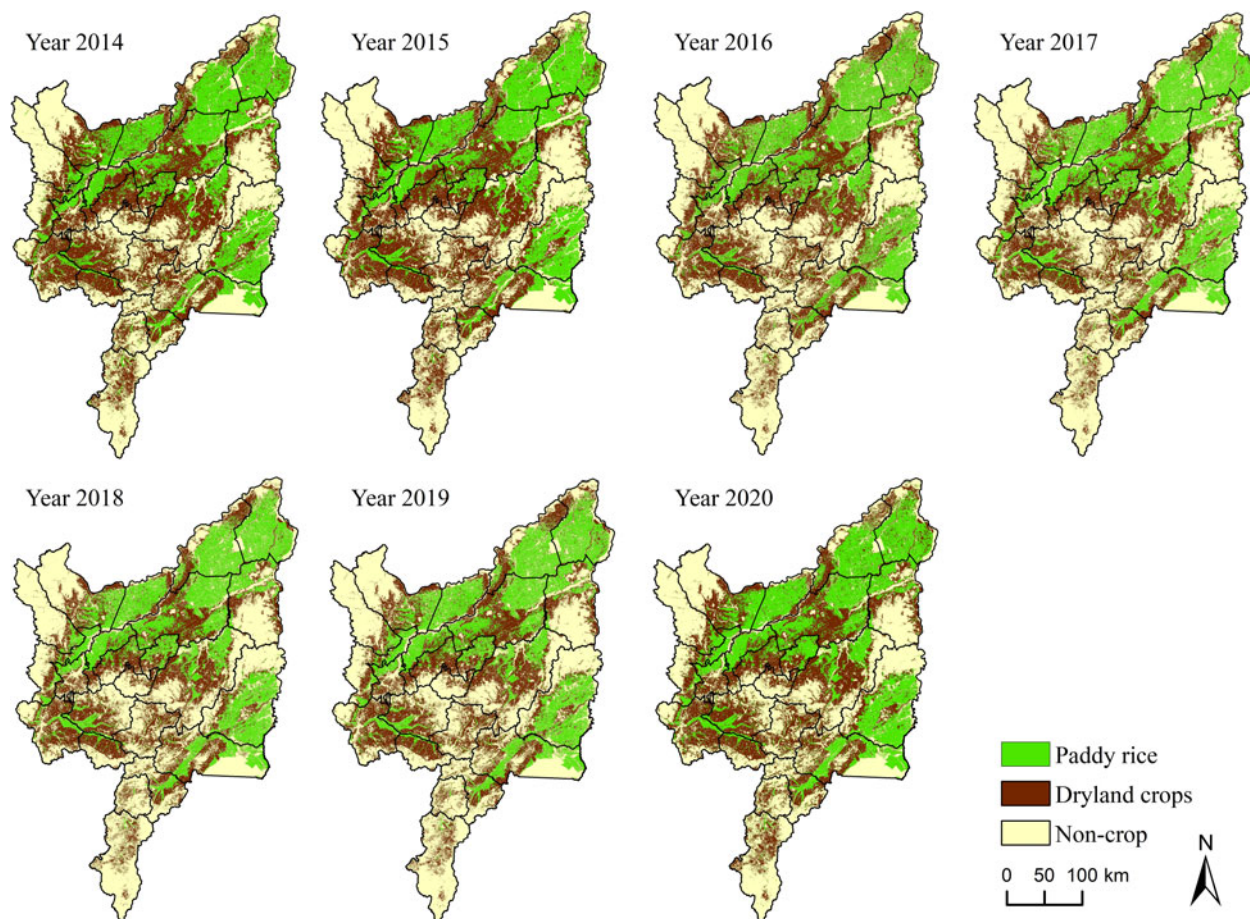 Year 2014
Year 2015
Year 2016
Year 2017
Year 2018
Year 2019
Year 2020
Paddy rice
Dryland crops
Non-crop
N
0 50 100 km